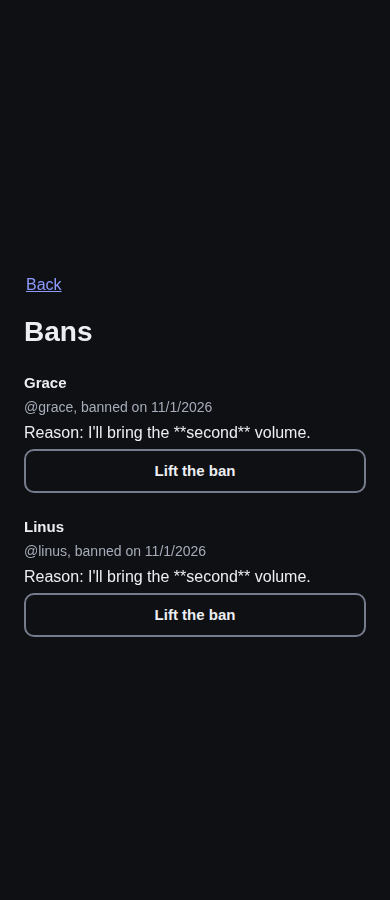 Back
Bans
Grace
@grace, banned on 11/1/2026
Reason: I'll bring the **second** volume.
Lift the ban
Linus
@linus, banned on 11/1/2026
Reason: I'll bring the **second** volume.
Lift the ban